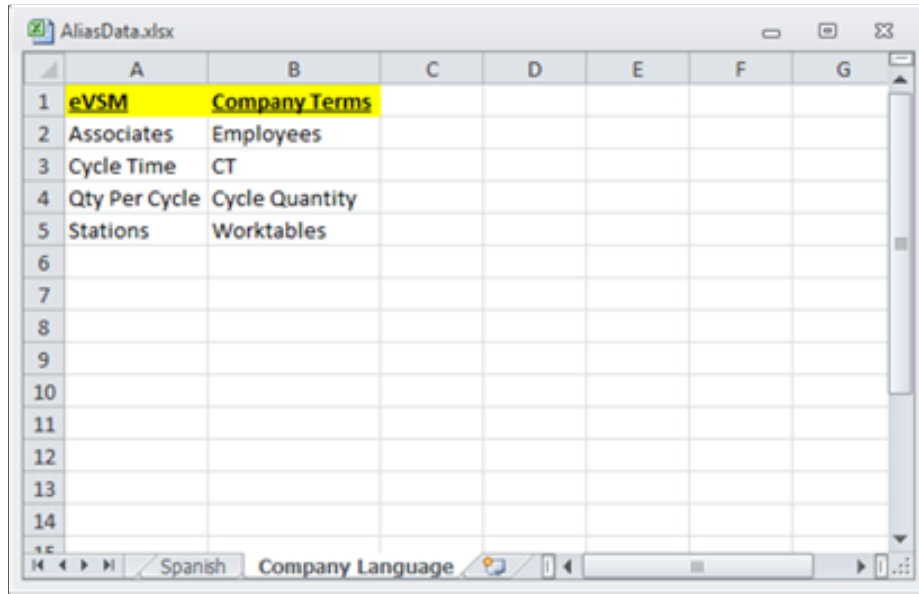 AliasData.xlsx
A B C D E F G
1 eVSM Company Terms
2 Associates Employees
3 Cycle Time CT
4 Qty Per Cycle Cycle Quantity
5 Stations Worktables
6
7
8
9
10
11
12
13
14
15
Spanish Company Language